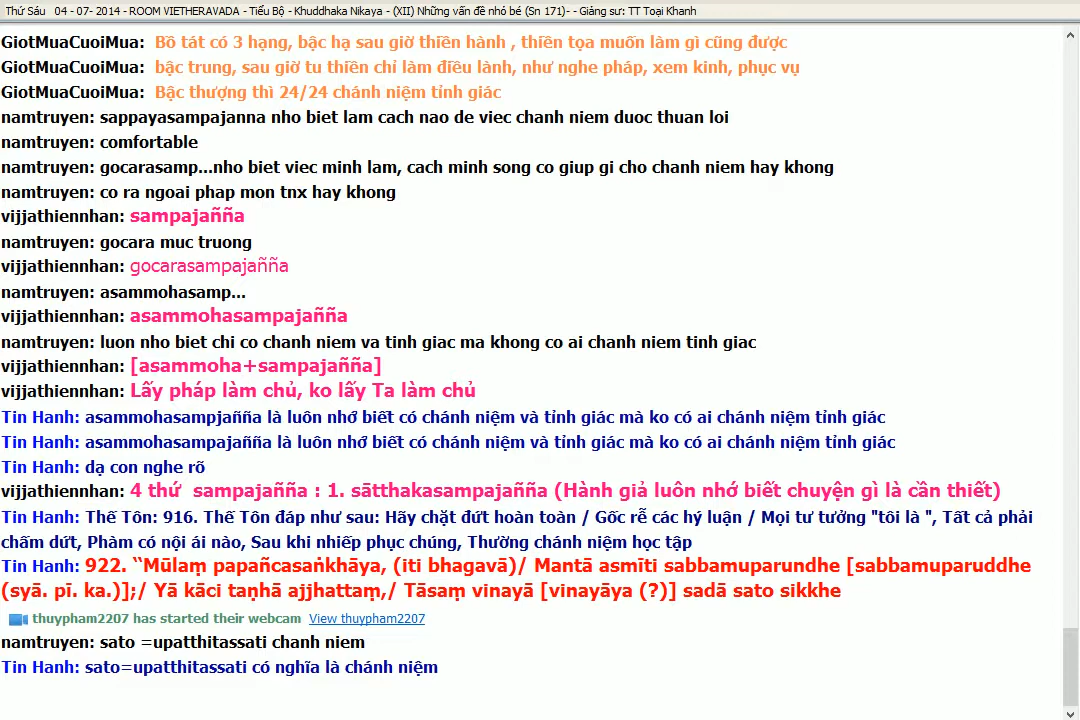 Thứ Sáu 04 - 07- 2014 - ROOM VIETHERAVADA - Tiểu Bộ - Khuddhaka Nikaya - (XII) Những vấn đề nhỏ bé (Sn 171)- - Giảng sư: TT Toại Khanh
GiotMuaCuoiMua: Bồ tát có 3 hạng, bậc hạ sau giờ thiền hành , thiền tọa muốn làm gì cũng được
GiotMuaCuoiMua: bậc trung, sau giờ tu thiền chỉ làm điều lành, như nghe pháp, xem kinh, phục vụ
GiotMuaCuoiMua: Bậc thượng thì 24/24 chánh niệm tỉnh giác
namtruyen: sappayasampajanna nho biet lam cach nao de viec chanh niem duoc thuan loi
namtruyen: comfortable
namtruyen: gocarasamp...nho biet viec minh lam, cach minh song co giup gi cho chanh niem hay khong
namtruyen: co ra ngoai phap mon tnx hay khong
vijjathiennhan: sampajañña
namtruyen: gocara muc truong
vijjathiennhan: gocarasampajañña
namtruyen: asammohasamp...
vijjathiennhan: asammohasampajañña
namtruyen: luon nho biet chi co chanh niem va tinh giac ma khong co ai chanh niem tinh giac
vijjathiennhan: [asammoha+sampajañña]
vijjathiennhan: Lấy pháp làm chủ, ko lấy Ta làm chủ
Tin Hanh: asammohasampjañña là luôn nhớ biết có chánh niệm và tỉnh giác mà ko có ai chánh niệm tỉnh giác
Tin Hanh: asammohasampajañña là luôn nhớ biết có chánh niệm và tỉnh giác mà ko có ai chánh niệm tỉnh giác
Tin Hanh: dạ con nghe rõ
vijjathiennhan: 4 thứ sampajañña : 1. sātthakasampajañña (Hành giả luôn nhớ biết chuyện gì là cần thiết)
Tin Hanh: Thế Tôn: 916. Thế Tôn đáp như sau: Hãy chặt đứt hoàn toàn / Gốc rễ các hý luận / Mọi tư tưởng "tôi là ", Tất cả phải
chấm dứt, Phàm có nội ái nào, Sau khi nhiếp phục chúng, Thường chánh niệm học tập
Tin Hanh: 922. “Mūlaṃ papañcasaṅkhāya, (iti bhagavā)/ Mantā asmīti sabbamuparundhe [sabbamuparuddhe
(syā. pī. ka.)];/ Yā kāci taṇhā ajjhattaṃ,/ Tāsaṃ vinayā [vinayāya (?)] sadā sato sikkhe
thuypham2207 has started their webcam View thuypham2207
namtruyen: sato =upatthitassati chanh niem
Tin Hanh: sato=upatthitassati có nghĩa là chánh niệm